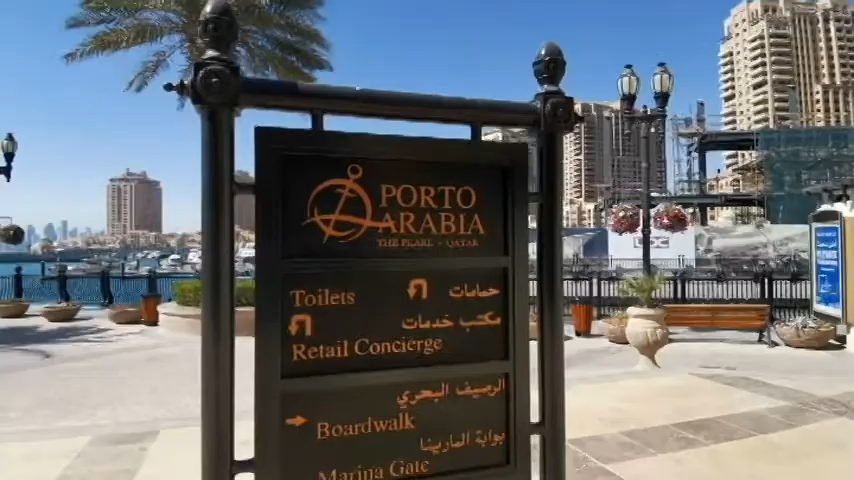 PORTO
ARABIA
THE PEARL - QATAR
Toilets حمامات
مكتب خدمات
Retail Concierge
الرصيف البحري
Boardwalk
بوابة المارينا
Marina Gate